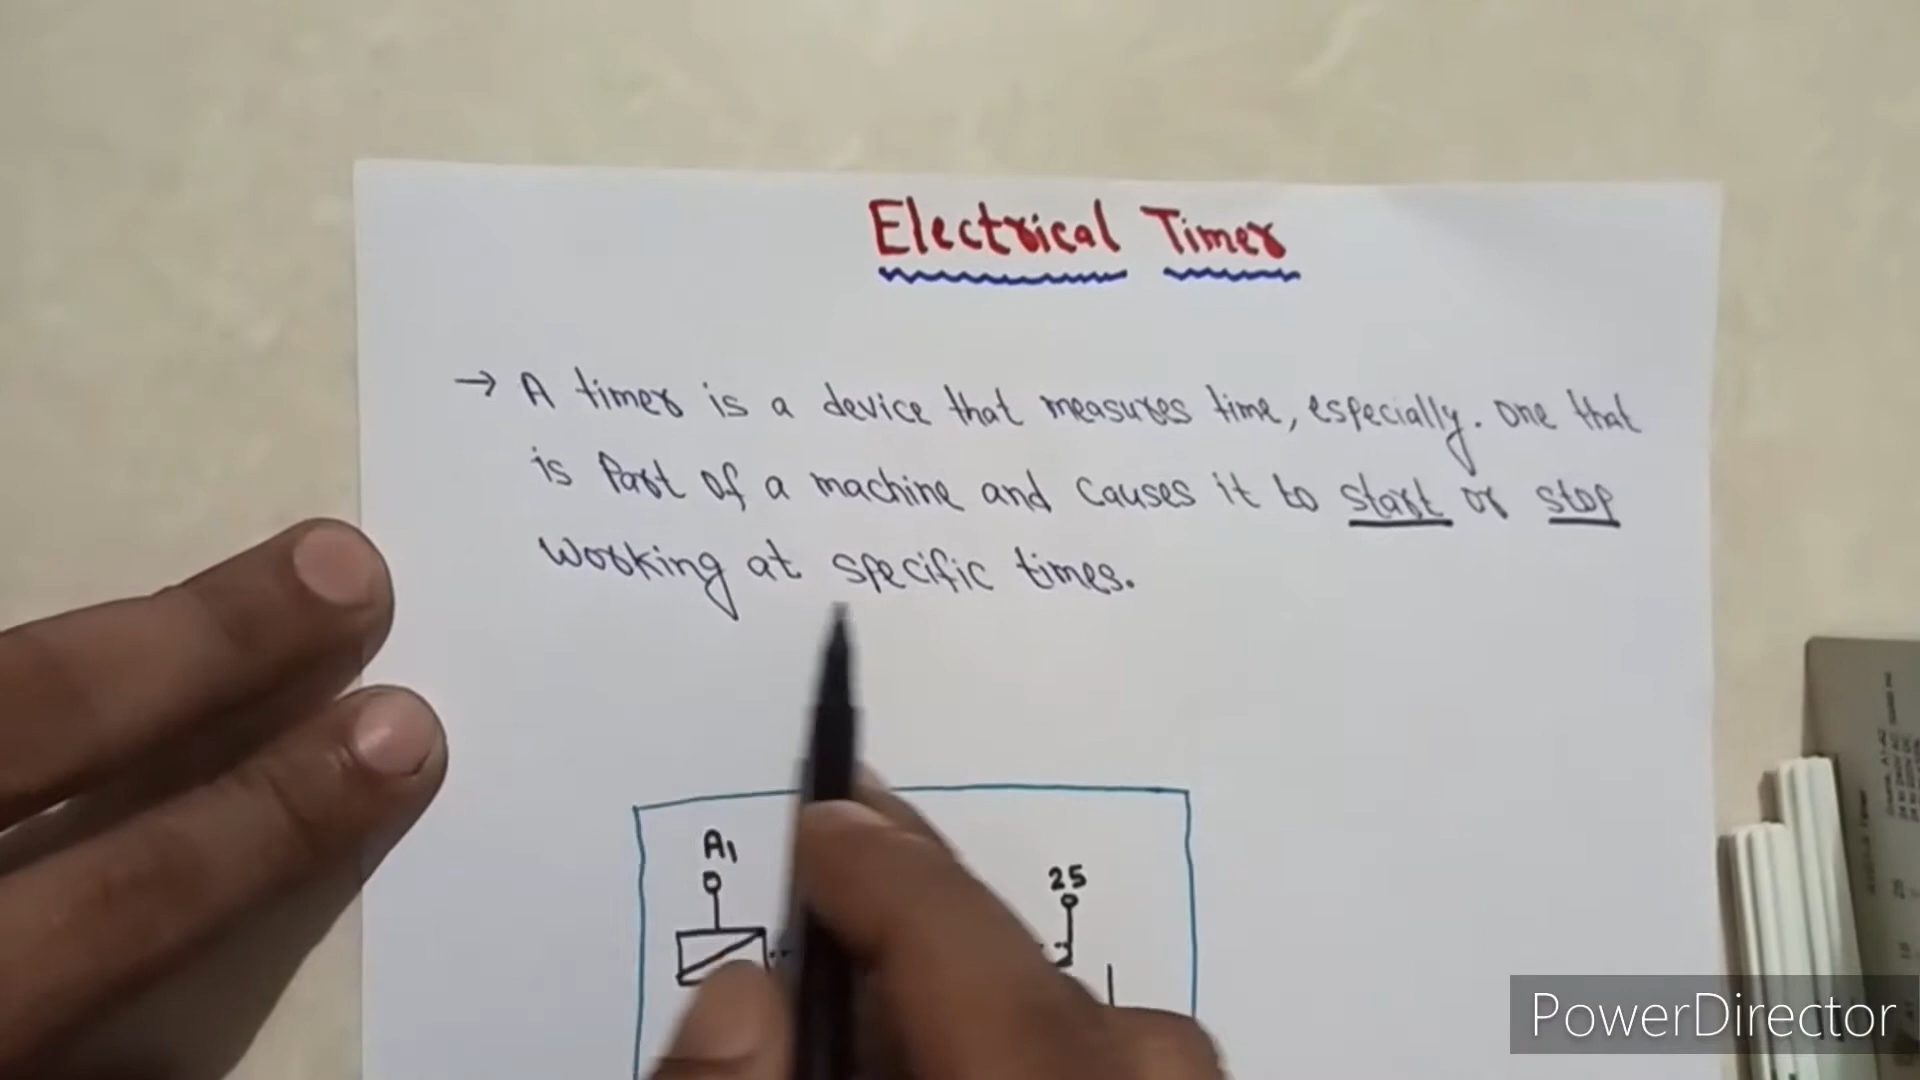 Electrical Timer
→ A timer is a device that measures time, especially. one that
is Part of a machine and causes it to start or stop
working at specific times.
A1
25
PowerDirector